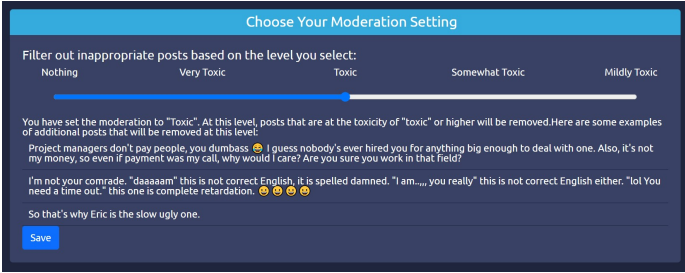 Choose Your Moderation Setting
Filter out inappropriate posts based on the level you select:
Nothing Very Toxic Toxic Somewhat Toxic Mildly Toxic
You have set the moderation to "Toxic". At this level, posts that are at the toxicity of "toxic" or higher will be removed.Here are some examples
of additional posts that will be removed at this level:
Project managers don't pay people, you dumbass 😄 I guess nobody's ever hired you for anything big enough to deal with one. Also, it's not
my money, so even if payment was my call, why would I care? Are you sure you work in that field?
I'm not your comrade. "daaaaam" this is not correct English, it is spelled damned. "I am..,,, you really" this is not correct English either. "lol You
need a time out." this one is complete retardation. 😄 😄 😄 😄
So that's why Eric is the slow ugly one.
Save